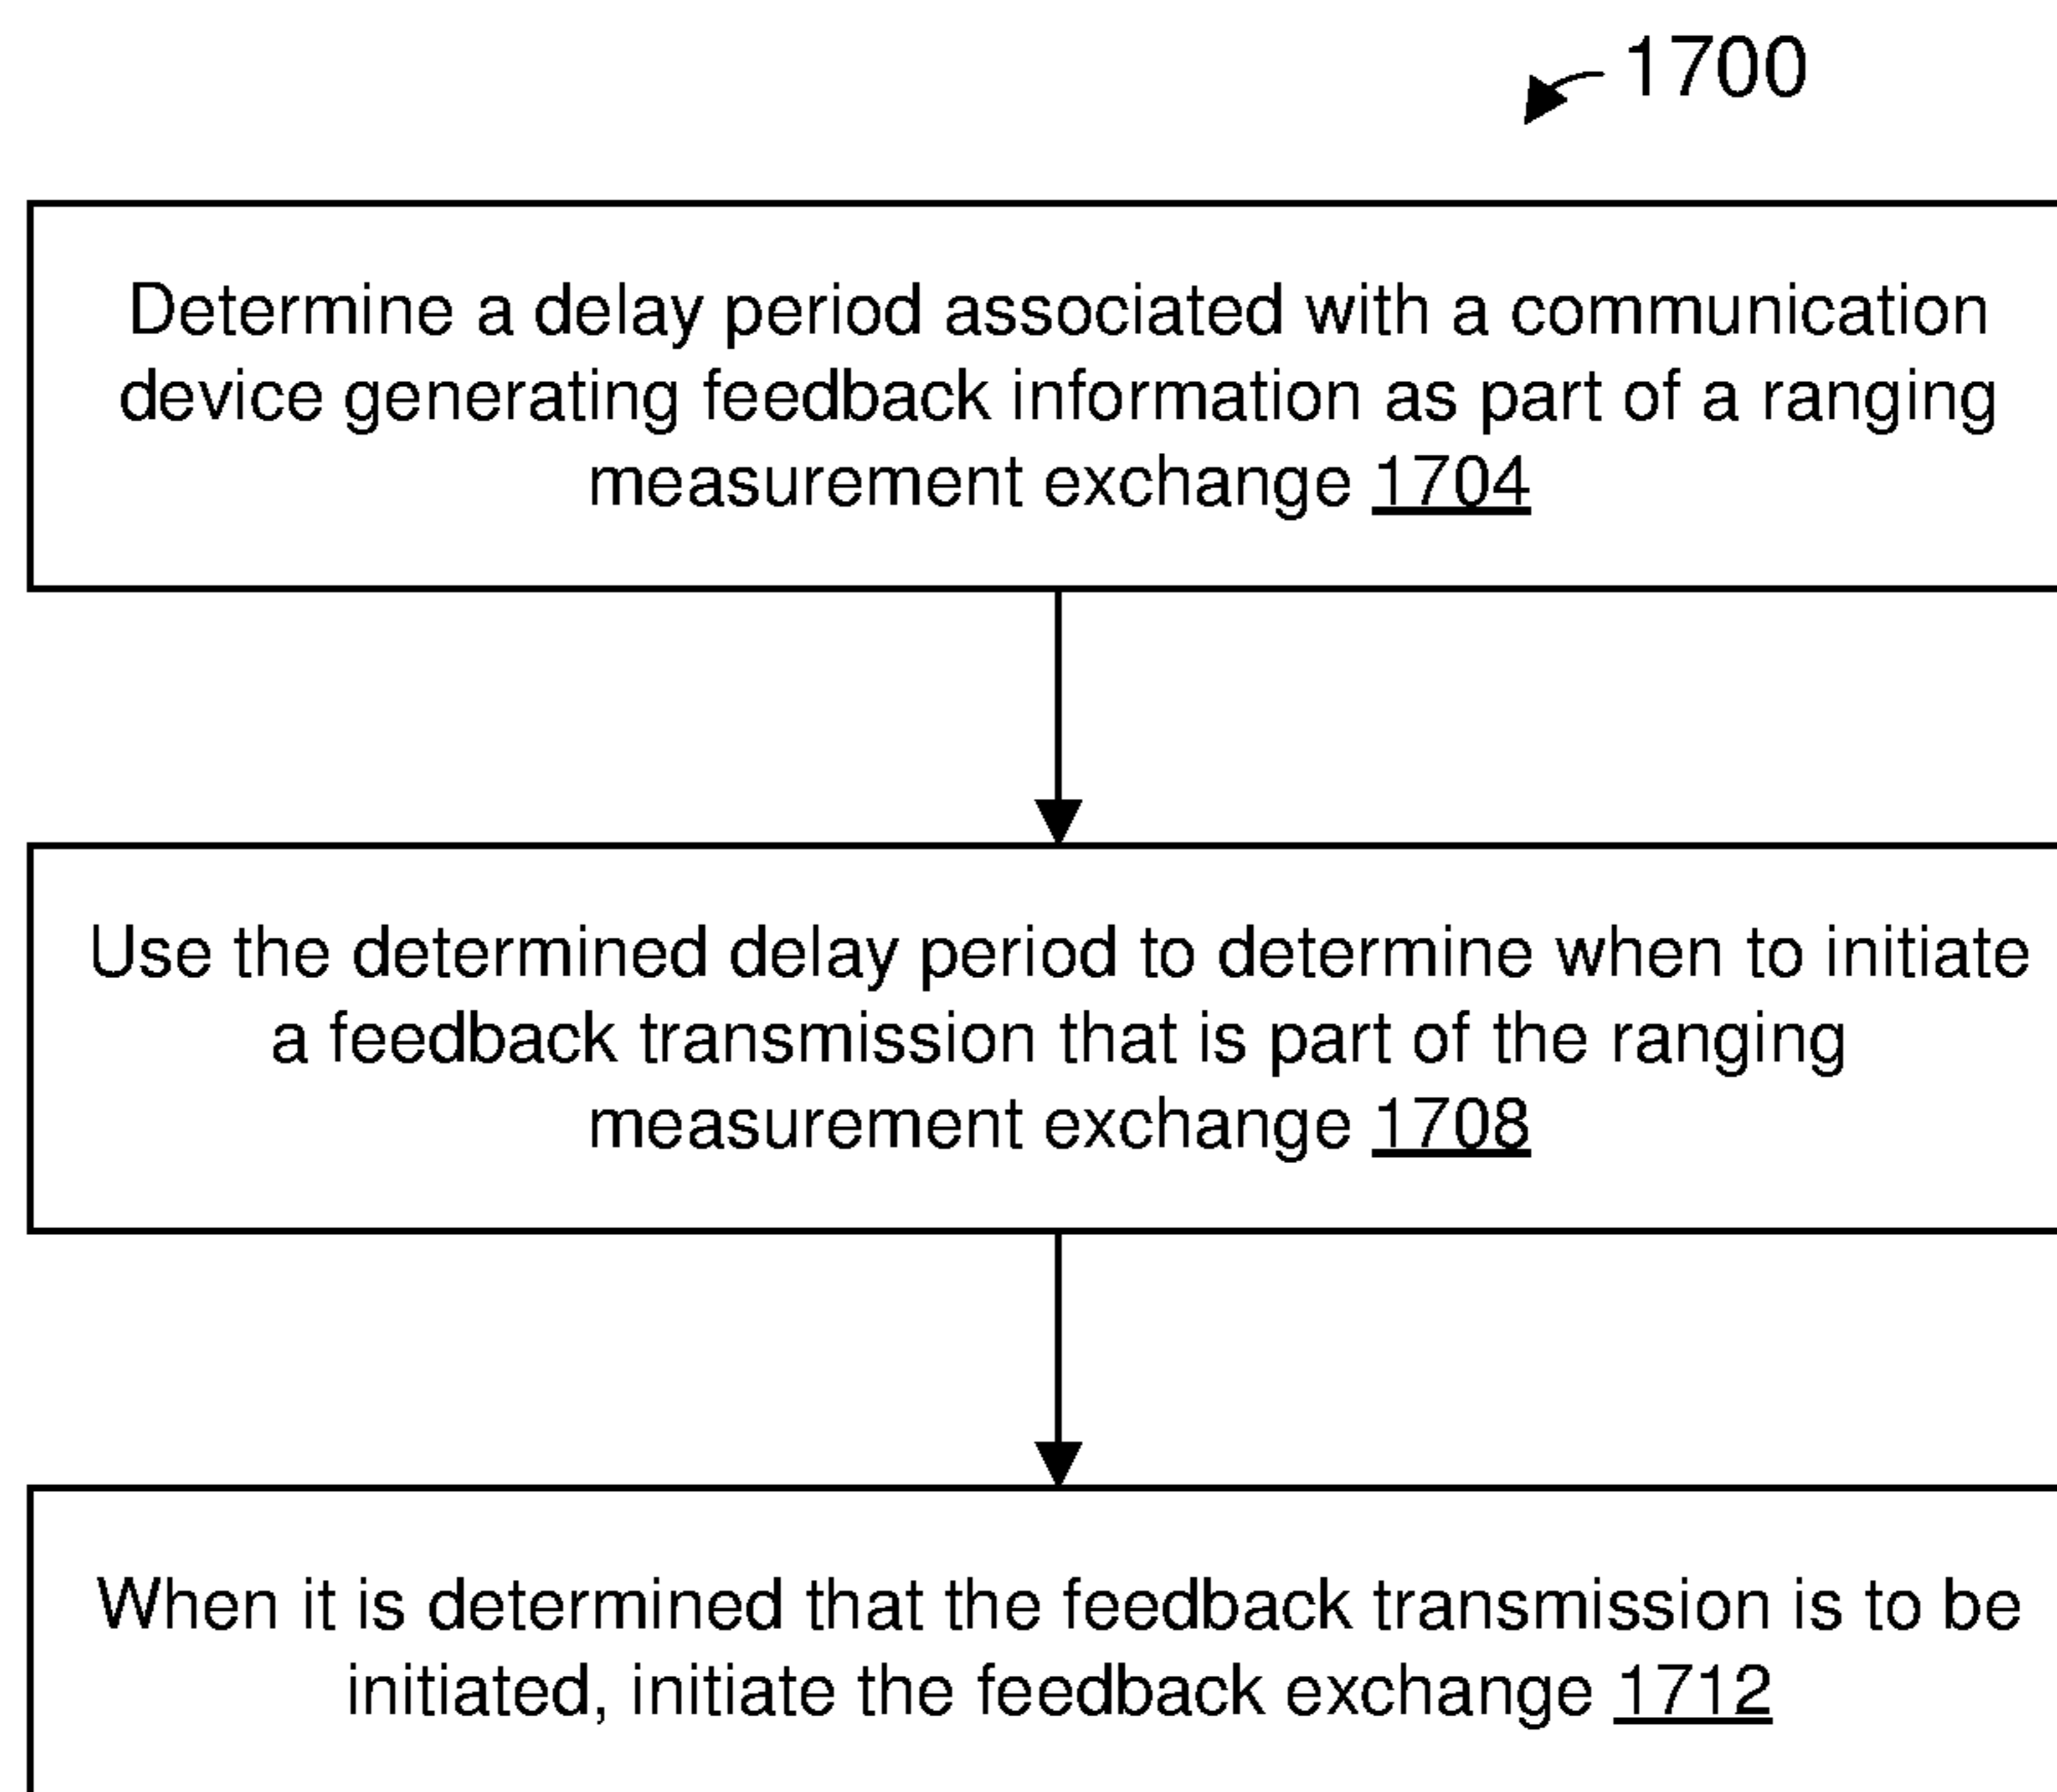 1700
Determine a delay period associated with a communication
device generating feedback information as part of a ranging
measurement exchange 1704
Use the determined delay period to determine when to initiate
a feedback transmission that is part of the ranging
measurement exchange 1708
When it is determined that the feedback transmission is to be
initiated, initiate the feedback exchange 1712